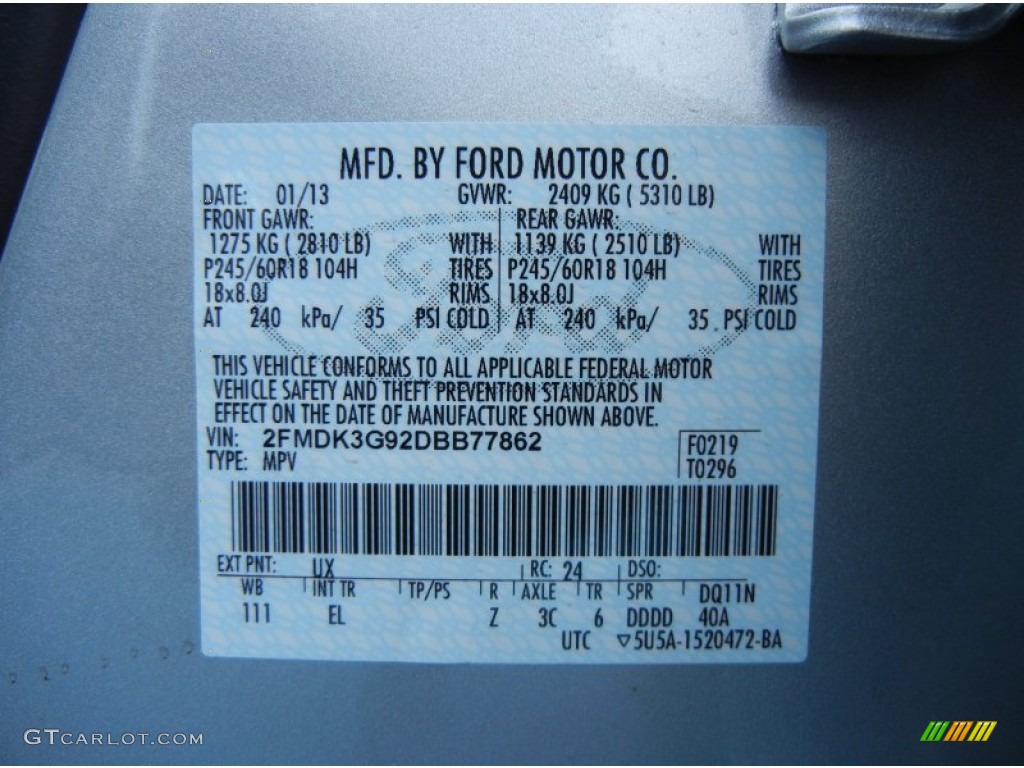 MFD. BY FORD MOTOR CO.
DATE: 01/13 GVWR: 2409 KG ( 5310 LB)
FRONT GAWR: REAR GAWR:
1275 KG ( 2810 LB) WITH 1139 KG ( 2510 LB) WITH
P245/60R18 104H TIRES P245/60R18 104H TIRES
18x8.0J RIMS 18x8.0J RIMS
AT 240 kPa/ 35 PSI COLD AT 240 kPa/ 35 . PSI COLD
THIS VEHICLE CONFORMS TO ALL APPLICABLE FEDERAL MOTOR
VEHICLE SAFETY AND THEFT PREVENTION STANDARDS IN
EFFECT ON THE DATE OF MANUFACTURE SHOWN ABOVE.
VIN: 2FMDK3G92DBB77862 F0219
TYPE: MPV T0296
EXT PNT: UX RC: 24 DSO:
WB INT TR TP/PS R AXLE TR SPR DQ11N
111 EL Z 3C 6 DDDD 40A
UTC ▽5U5A-1520472-BA
GTCARLOT.COM